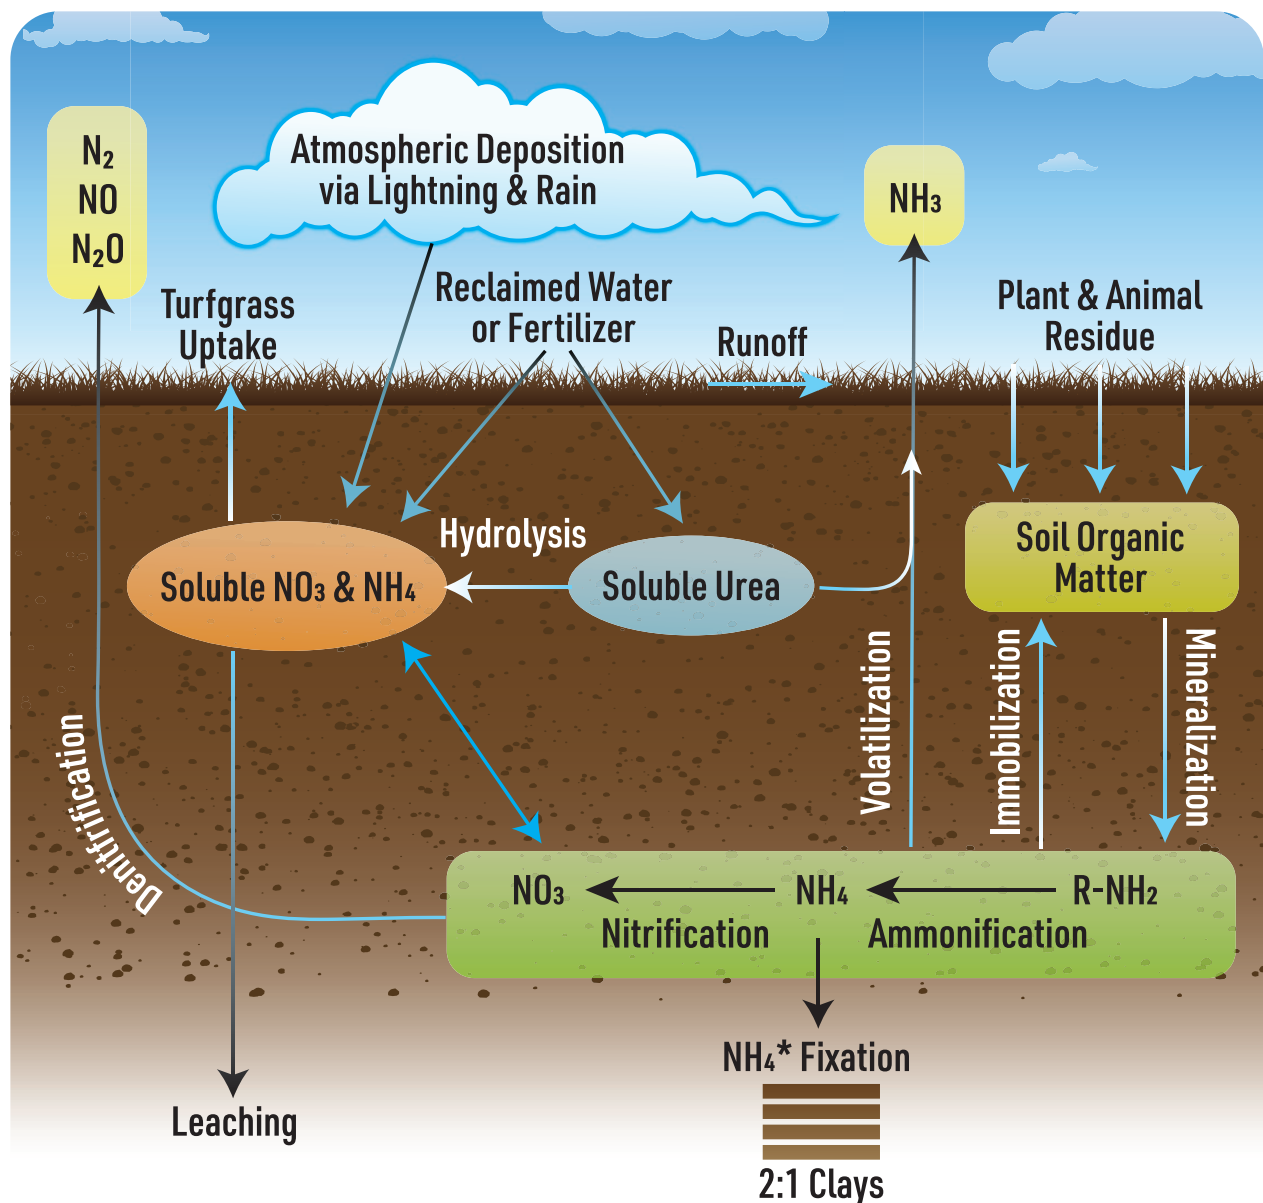 N₂
NO
N₂O
Atmospheric Deposition
via Lightning & Rain
NH₃
Turfgrass
Uptake
Reclaimed Water
or Fertilizer
Runoff
Plant & Animal
Residue
Hydrolysis
Soluble NO₃ & NH₄
Soluble Urea
Soil Organic
Matter
Denitrification
Volatilization
Immobilization
Mineralization
NO₃
NH₄
R-NH₂
Nitrification
Ammonification
NH₄* Fixation
Leaching
2:1 Clays